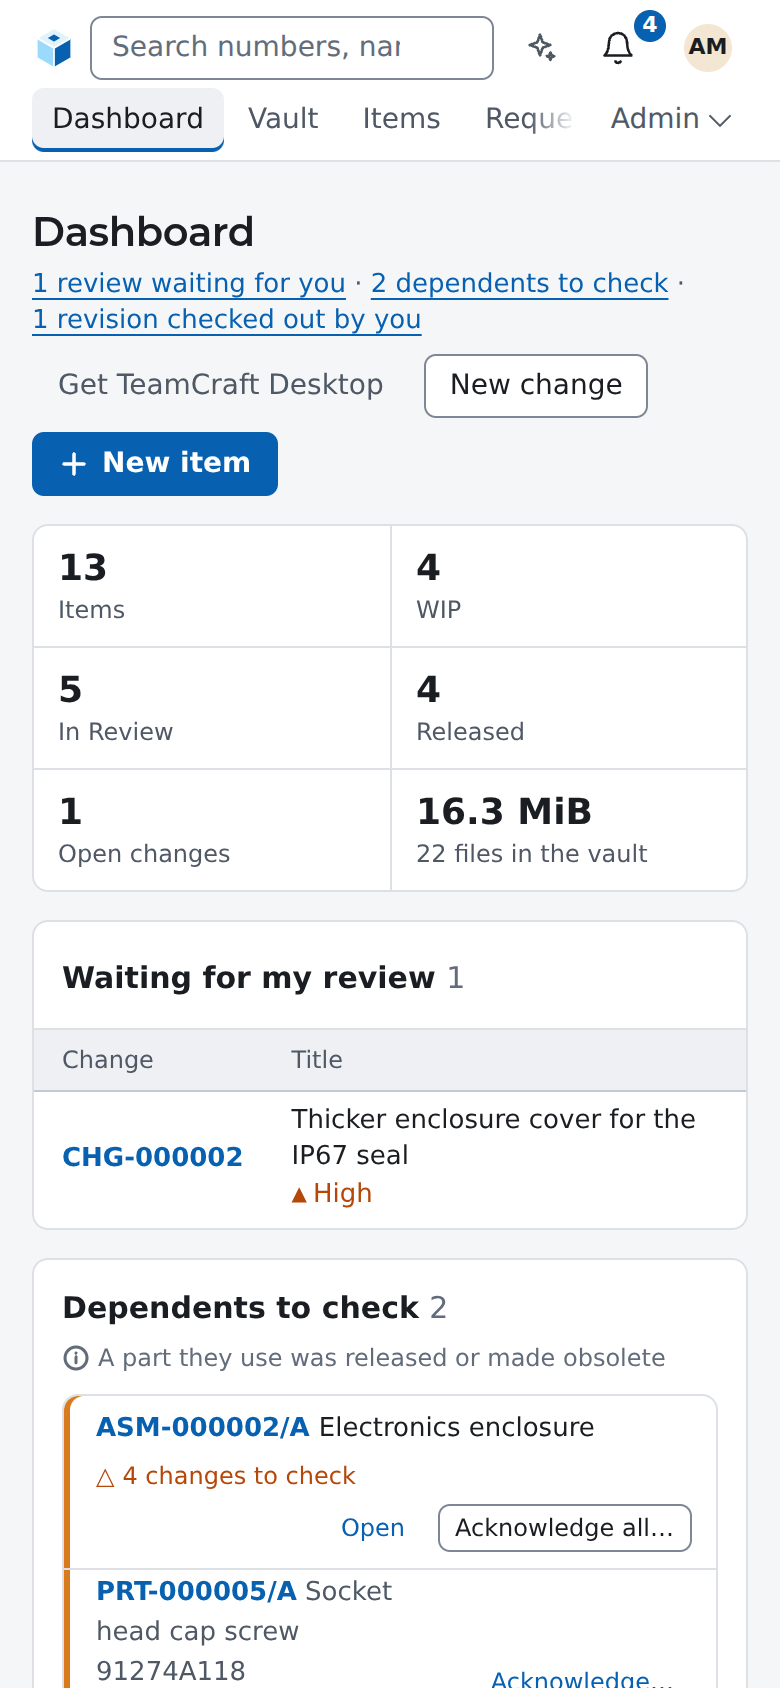 Search numbers, nar
4
AM
Dashboard
Vault
Items
Reque
Admin
Dashboard
1 review waiting for you · 2 dependents to check ·
1 revision checked out by you
Get TeamCraft Desktop
New change
+ New item
13
Items
4
WIP
5
In Review
4
Released
1
Open changes
16.3 MiB
22 files in the vault
Waiting for my review 1
Change
Title
CHG-000002
Thicker enclosure cover for the
IP67 seal
▲ High
Dependents to check 2
A part they use was released or made obsolete
ASM-000002/A Electronics enclosure
△ 4 changes to check
Open
Acknowledge all...
PRT-000005/A Socket
head cap screw
91274A118
Acknowledge...